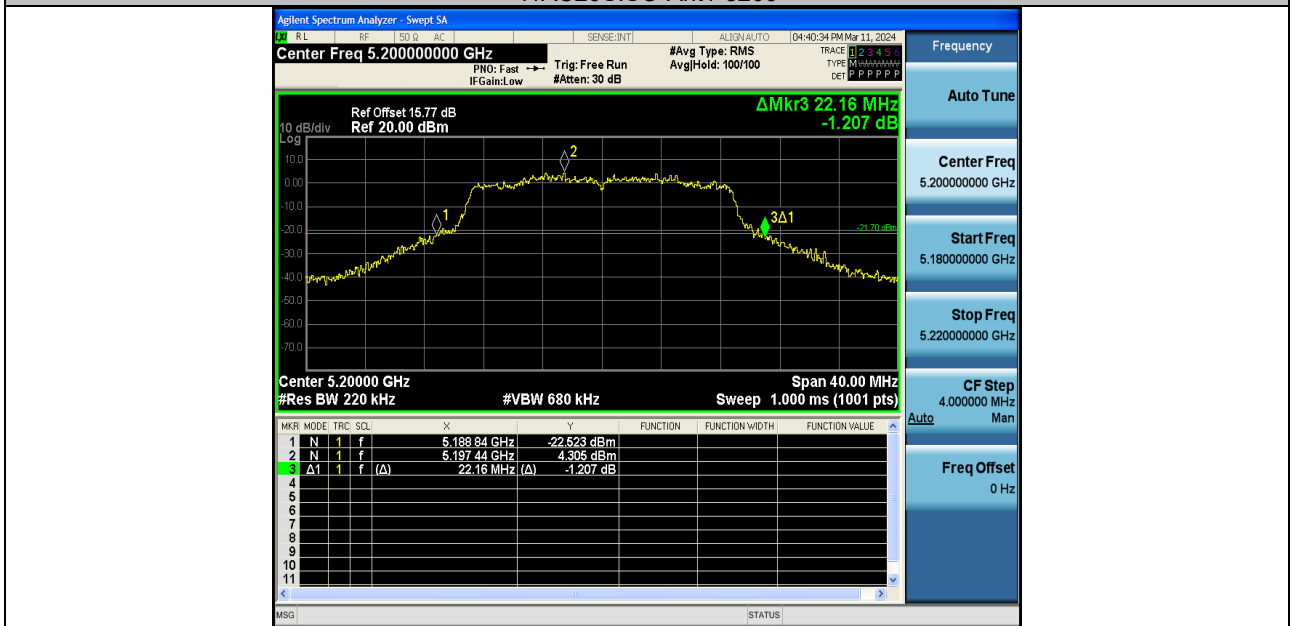 Agilent Spectrum Analyzer - Swept SA
RL RF 50 Ω AC SENSE:INT ALIGN AUTO 04:40:34 PM Mar 11, 2024
Center Freq 5.200000000 GHz
PNO: Fast
IFGain:Low
Trig: Free Run
#Atten: 30 dB
#Avg Type: RMS
Avg|Hold: 100/100
TRACE 1 2 3 4 5 6
TYPE M
DET P P P P P P
ΔMkr3 22.16 MHz
-1.207 dB
Ref Offset 15.77 dB
10 dB/div Ref 20.00 dBm
Log
10.0
0.00
-10.0
-20.0
-30.0
-40.0
-50.0
-60.0
-70.0
1
2
3Δ1
-21.70 dBm
Center 5.20000 GHz Span 40.00 MHz
#Res BW 220 kHz #VBW 680 kHz Sweep 1.000 ms (1001 pts)
MKR MODE TRC SCL X Y FUNCTION FUNCTION WIDTH FUNCTION VALUE
1 N 1 f 5.188 84 GHz -22.523 dBm
2 N 1 f 5.197 44 GHz 4.305 dBm
3 Δ1 1 f (Δ) 22.16 MHz (Δ) -1.207 dB
4
5
6
7
8
9
10
11
MSG STATUS
Frequency
Auto Tune
Center Freq
5.200000000 GHz
Start Freq
5.180000000 GHz
Stop Freq
5.220000000 GHz
CF Step
4.000000 MHz
Auto Man
Freq Offset
0 Hz